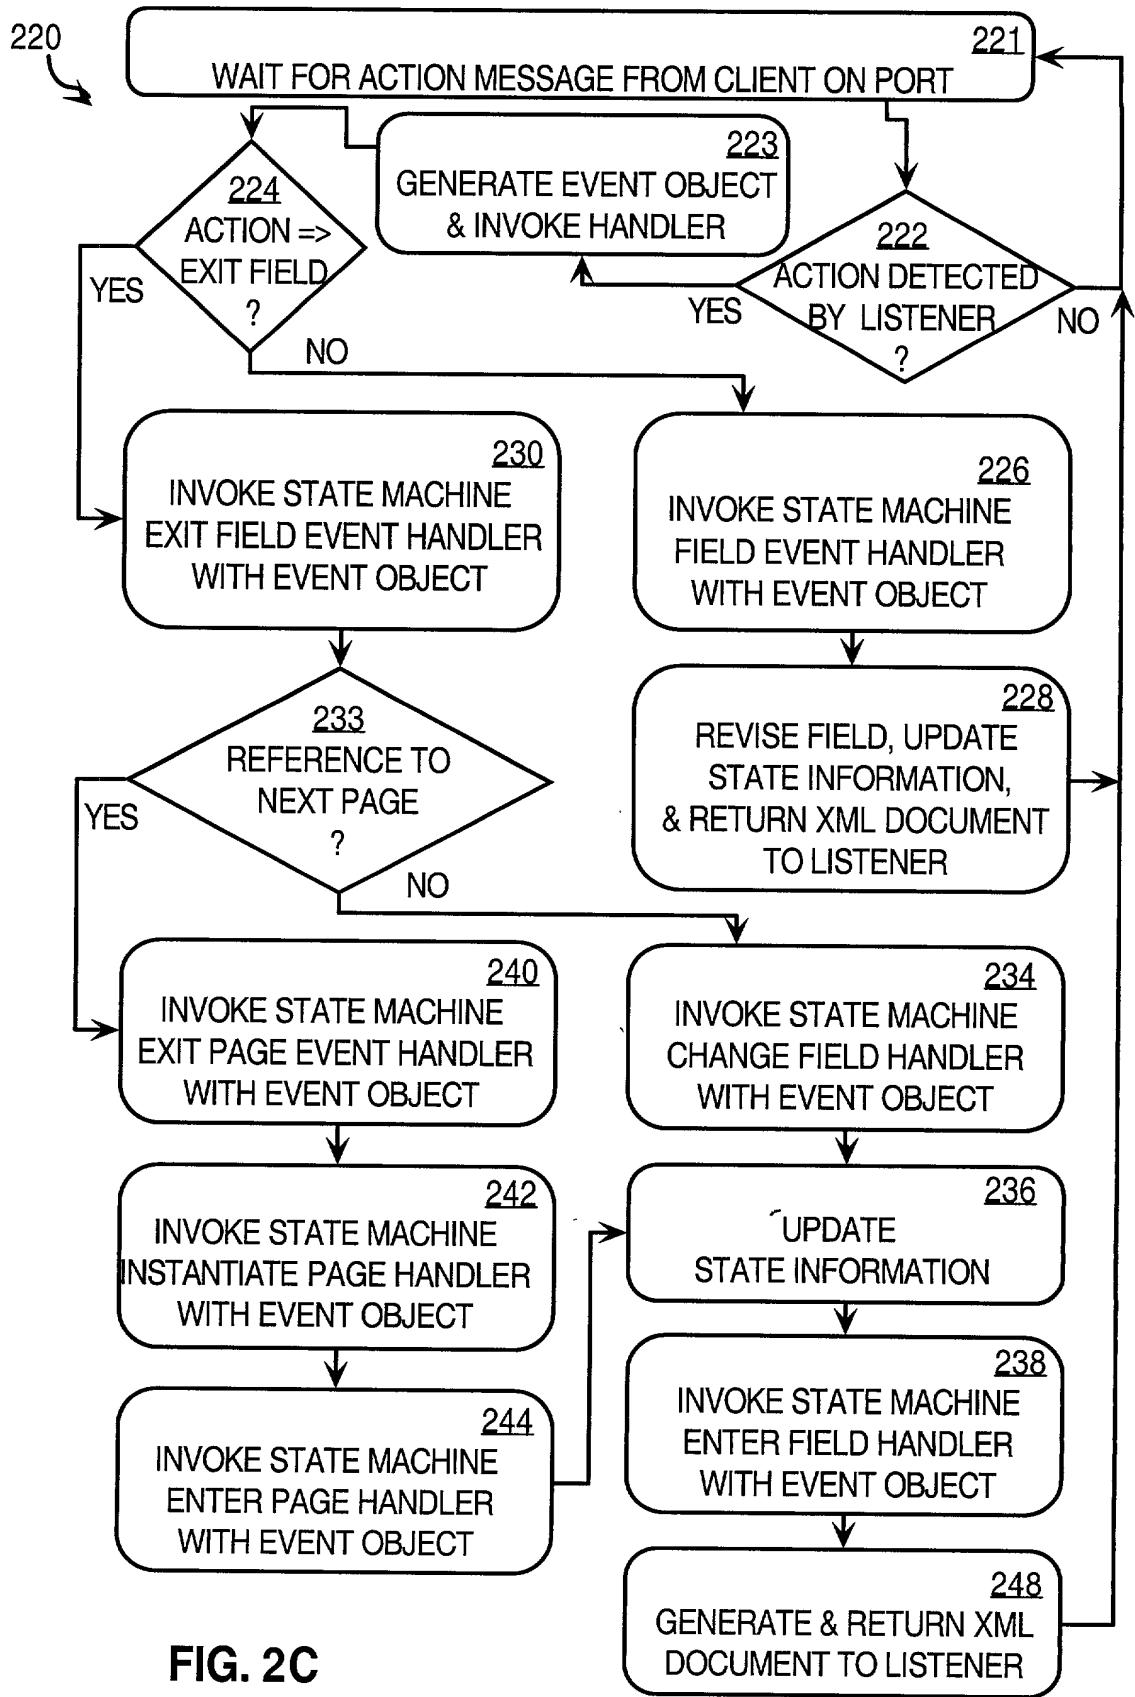 220
221
WAIT FOR ACTION MESSAGE FROM CLIENT ON PORT
223
GENERATE EVENT OBJECT
& INVOKE HANDLER
224
ACTION =>
EXIT FIELD
?
YES
NO
222
ACTION DETECTED
BY LISTENER
?
YES
NO
230
INVOKE STATE MACHINE
EXIT FIELD EVENT HANDLER
WITH EVENT OBJECT
226
INVOKE STATE MACHINE
FIELD EVENT HANDLER
WITH EVENT OBJECT
233
REFERENCE TO
NEXT PAGE
?
YES
NO
228
REVISE FIELD, UPDATE
STATE INFORMATION,
& RETURN XML DOCUMENT
TO LISTENER
240
INVOKE STATE MACHINE
EXIT PAGE EVENT HANDLER
WITH EVENT OBJECT
234
INVOKE STATE MACHINE
CHANGE FIELD HANDLER
WITH EVENT OBJECT
242
INVOKE STATE MACHINE
INSTANTIATE PAGE HANDLER
WITH EVENT OBJECT
236
UPDATE
STATE INFORMATION
244
INVOKE STATE MACHINE
ENTER PAGE HANDLER
WITH EVENT OBJECT
238
INVOKE STATE MACHINE
ENTER FIELD HANDLER
WITH EVENT OBJECT
248
GENERATE & RETURN XML
DOCUMENT TO LISTENER
FIG. 2C